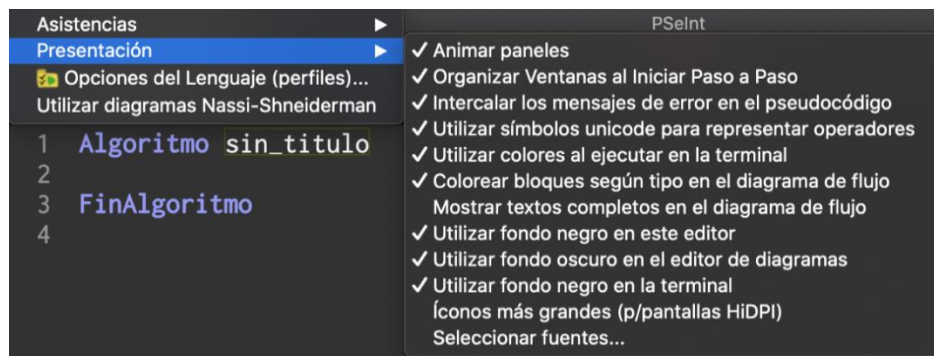 Asistencias
Presentación
Opciones del Lenguaje (perfiles)...
Utilizar diagramas Nassi-Shneiderman
1 Algoritmo sin_titulo
2
3 FinAlgoritmo
4
PSeInt
✓ Animar paneles
✓ Organizar Ventanas al Iniciar Paso a Paso
✓ Intercalar los mensajes de error en el pseudocódigo
✓ Utilizar símbolos unicode para representar operadores
✓ Utilizar colores al ejecutar en la terminal
✓ Colorear bloques según tipo en el diagrama de flujo
Mostrar textos completos en el diagrama de flujo
✓ Utilizar fondo negro en este editor
✓ Utilizar fondo oscuro en el editor de diagramas
✓ Utilizar fondo negro en la terminal
Íconos más grandes (p/pantallas HiDPI)
Seleccionar fuentes...